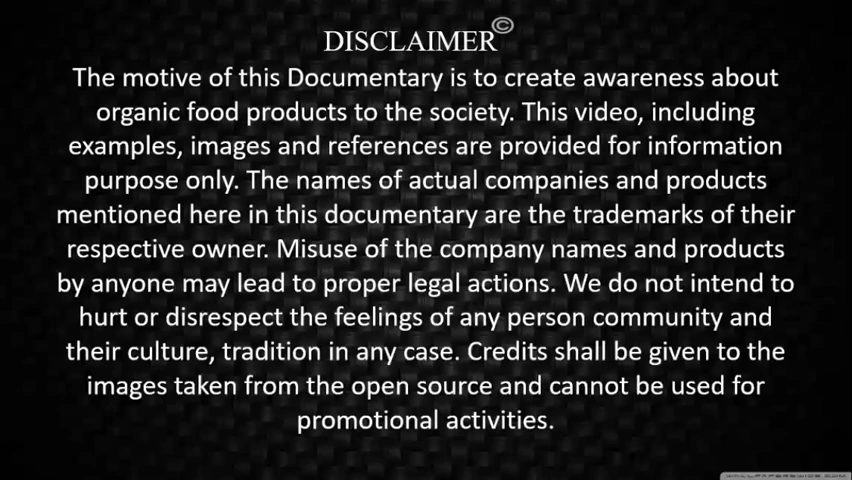 DISCLAIMER©
The motive of this Documentary is to create awareness about
organic food products to the society. This video, including
examples, images and references are provided for information
purpose only. The names of actual companies and products
mentioned here in this documentary are the trademarks of their
respective owner. Misuse of the company names and products
by anyone may lead to proper legal actions. We do not intend to
hurt or disrespect the feelings of any person community and
their culture, tradition in any case. Credits shall be given to the
images taken from the open source and cannot be used for
promotional activities.